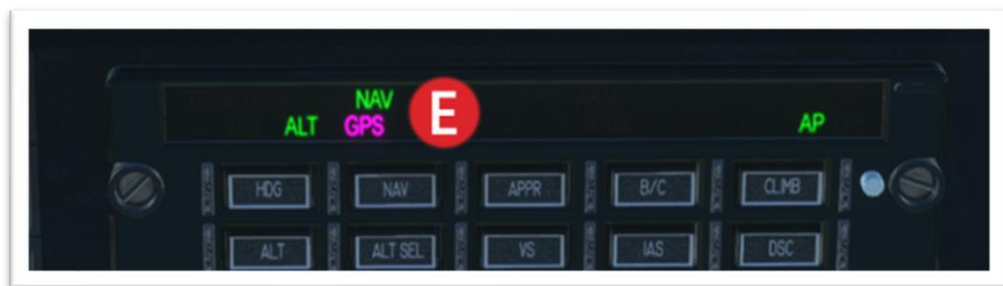 NAV E
ALT GPS AP
HDG NAV APPR B/C CLIMB
ALT ALT SEL VS IAS DSC